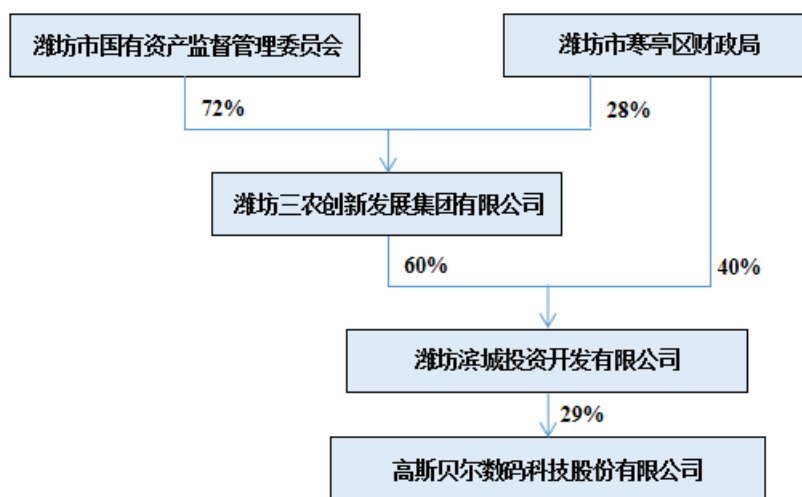 潍坊市国有资产监督管理委员会
潍坊市寒亭区财政局
72%
28%
潍坊三农创新发展集团有限公司
60%
40%
潍坊滨城投资开发有限公司
29%
高斯贝尔数码科技股份有限公司